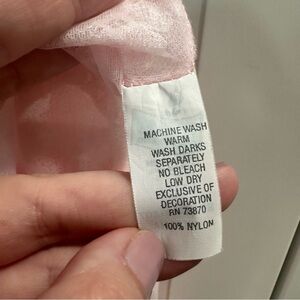 MACHINE WASH
WARM
WASH DARKS
SEPARATELY
NO BLEACH
LOW DRY
EXCLUSIVE OF
DECORATION
RN 73870
100% NYLON